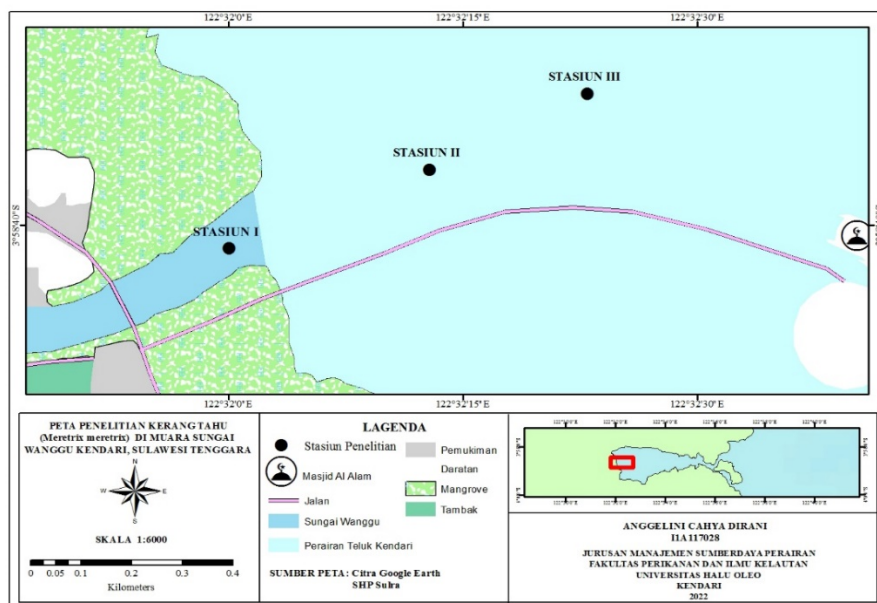 122°32'0"E
122°32'15"E
122°32'30"E
STASIUN III
STASIUN II
STASIUN I
3°58'40"S
122°32'0"E
122°32'15"E
122°32'30"E
PETA PENELITIAN KERANG TAHU
(Meretrix meretrix) DI MUARA SUNGAI
WANGGU KENDARI, SULAWESI TENGGARA
N
W
E
S
SKALA 1:6000
0 0.05 0.1 0.2 0.3 0.4
Kilometers
LAGENDA
Stasiun Penelitian
Masjid Al Alam
Jalan
Sungai Wanggu
Perairan Teluk Kendari
Pemukiman
Daratan
Mangrove
Tambak
SUMBER PETA: Citra Google Earth
SHP Sulra
ANGGELINI CAHYA DIRANI
I1A117028
JURUSAN MANAJEMEN SUMBERDAYA PERAIRAN
FAKULTAS PERIKANAN DAN ILMU KELAUTAN
UNIVERSITAS HALU OLEO
KENDARI
2022